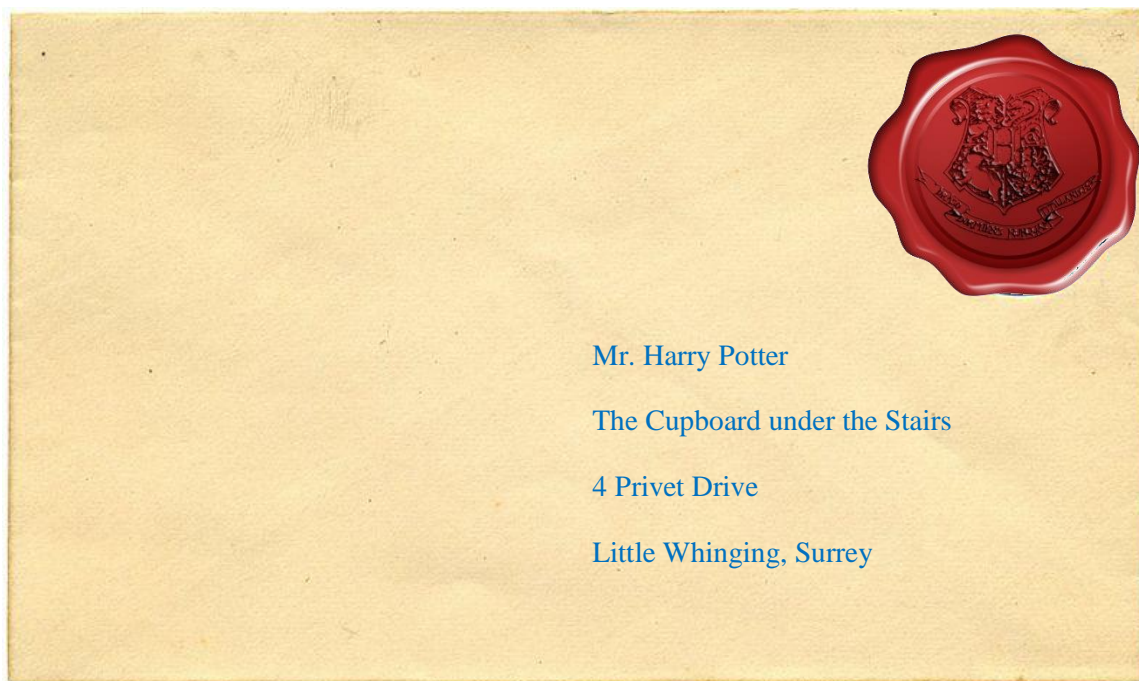 Mr. Harry Potter
The Cupboard under the Stairs
4 Privet Drive
Little Whinging, Surrey